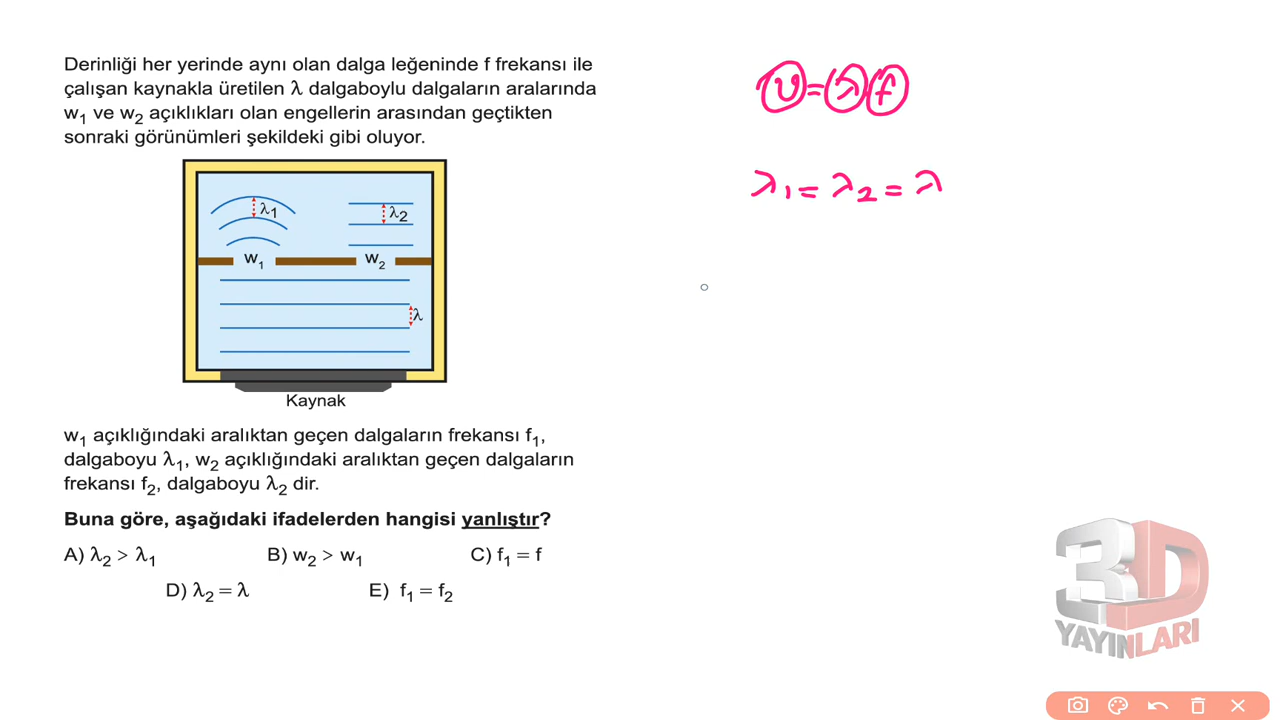 Derinliği her yerinde aynı olan dalga leğeninde f frekansı ile
çalışan kaynakla üretilen λ dalgaboylu dalgaların aralarında
w₁ ve w₂ açıklıkları olan engellerin arasından geçtikten
sonraki görünümleri şekildeki gibi oluyor.
λ1
λ2
w₁
w₂
λ
Kaynak
w₁ açıklığındaki aralıktan geçen dalgaların frekansı f₁,
dalgaboyu λ₁, w₂ açıklığındaki aralıktan geçen dalgaların
frekansı f₂, dalgaboyu λ₂ dir.
Buna göre, aşağıdaki ifadelerden hangisi yanlıştır?
A) λ₂ > λ₁ B) w₂ > w₁ C) f₁ = f
D) λ₂ = λ E) f₁ = f₂
υ = λ f
λ₁ = λ₂ = λ
3D
YAYINLARI